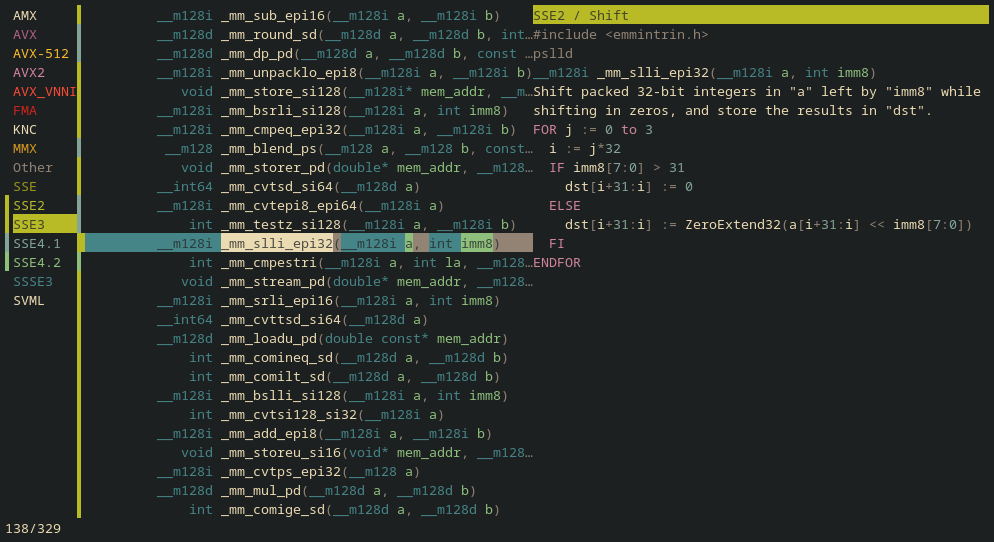 AMX
AVX
AVX-512
AVX2
AVX_VNNI
FMA
KNC
MMX
Other
SSE
SSE2
SSE3
SSE4.1
SSE4.2
SSSE3
SVML
__m128i _mm_sub_epi16(__m128i a, __m128i b)
__m128d _mm_round_sd(__m128d a, __m128d b, int…
__m128d _mm_dp_pd(__m128d a, __m128d b, const …
__m128i _mm_unpacklo_epi8(__m128i a, __m128i b)
void _mm_store_si128(__m128i* mem_addr, __m…
__m128i _mm_bsrli_si128(__m128i a, int imm8)
__m128i _mm_cmpeq_epi32(__m128i a, __m128i b)
__m128 _mm_blend_ps(__m128 a, __m128 b, const…
void _mm_storer_pd(double* mem_addr, __m128…
__int64 _mm_cvtsd_si64(__m128d a)
__m128i _mm_cvtepi8_epi64(__m128i a)
int _mm_testz_si128(__m128i a, __m128i b)
__m128i _mm_slli_epi32(__m128i a, int imm8)
int _mm_cmpestri(__m128i a, int la, __m128…
void _mm_stream_pd(double* mem_addr, __m128…
__m128i _mm_srli_epi16(__m128i a, int imm8)
__int64 _mm_cvttsd_si64(__m128d a)
__m128d _mm_loadu_pd(double const* mem_addr)
int _mm_comineq_sd(__m128d a, __m128d b)
int _mm_comilt_sd(__m128d a, __m128d b)
__m128i _mm_bslli_si128(__m128i a, int imm8)
int _mm_cvtsi128_si32(__m128i a)
__m128i _mm_add_epi8(__m128i a, __m128i b)
void _mm_storeu_si16(void* mem_addr, __m128…
__m128i _mm_cvtps_epi32(__m128 a)
__m128d _mm_mul_pd(__m128d a, __m128d b)
int _mm_comige_sd(__m128d a, __m128d b)
SSE2 / Shift
#include <emmintrin.h>
pslld
__m128i _mm_slli_epi32(__m128i a, int imm8)
Shift packed 32-bit integers in "a" left by "imm8" while
shifting in zeros, and store the results in "dst".
FOR j := 0 to 3
i := j*32
IF imm8[7:0] > 31
dst[i+31:i] := 0
ELSE
dst[i+31:i] := ZeroExtend32(a[i+31:i] << imm8[7:0])
FI
ENDFOR
138/329